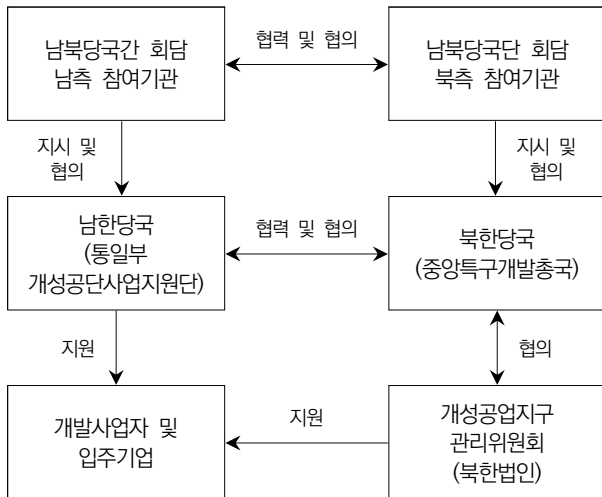 남북당국간 회담
남측 참여기관
협력 및 협의
남북당국단 회담
북측 참여기관
지시 및
협의
지시 및
협의
남한당국
(통일부
개성공단사업지원단)
협력 및 협의
북한당국
(중앙특구개발총국)
지원
협의
개발사업자 및
입주기업
지원
개성공업지구
관리위원회
(북한법인)